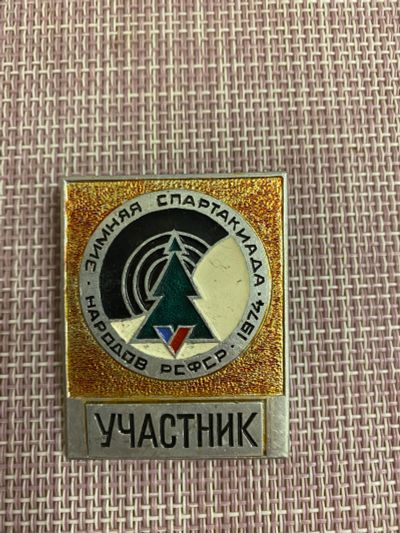 ЗИМНЯЯ СПАРТАКИАДА
НАРОДОВ РСФСР · 1974 ·
УЧАСТНИК